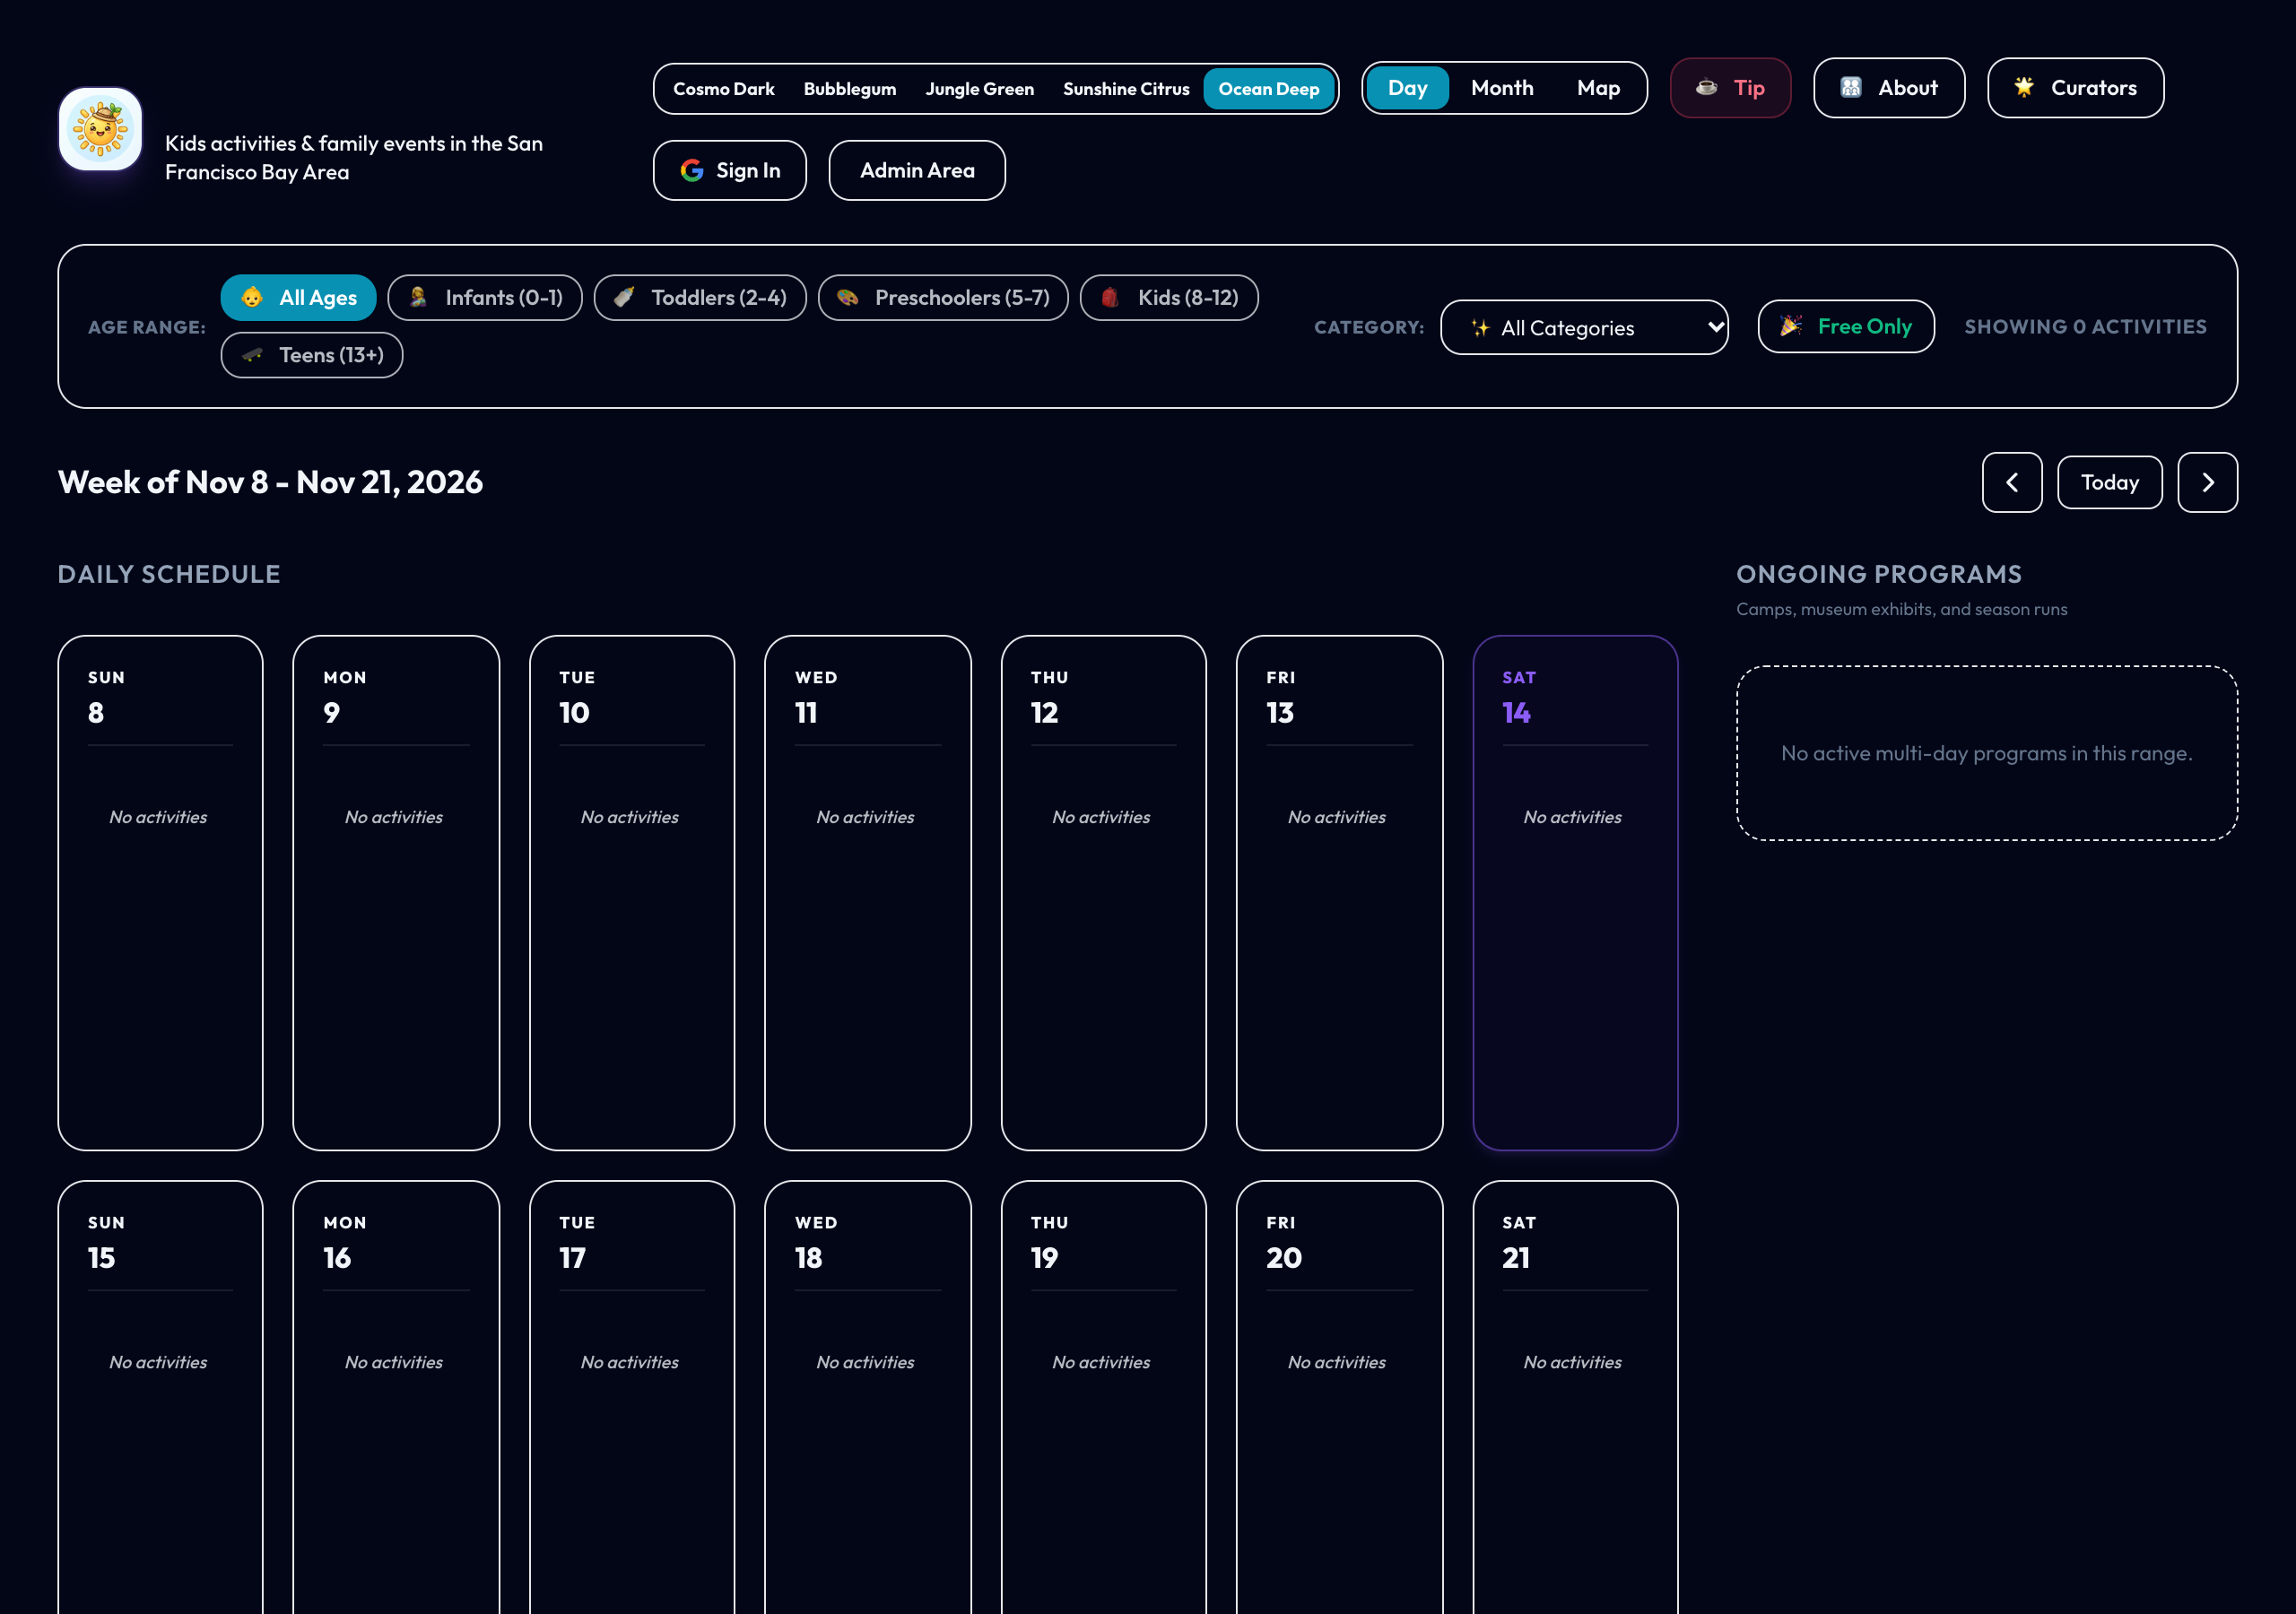 Kids activities & family events in the San
Francisco Bay Area
Cosmo Dark Bubblegum Jungle Green Sunshine Citrus Ocean Deep
Day Month Map
Tip
About
Curators
Sign In
Admin Area
AGE RANGE:
All Ages
Infants (0-1)
Toddlers (2-4)
Preschoolers (5-7)
Kids (8-12)
Teens (13+)
CATEGORY:
All Categories
Free Only
SHOWING 0 ACTIVITIES
Week of Nov 8 - Nov 21, 2026
Today
DAILY SCHEDULE
SUN
8
No activities
MON
9
No activities
TUE
10
No activities
WED
11
No activities
THU
12
No activities
FRI
13
No activities
SAT
14
No activities
SUN
15
No activities
MON
16
No activities
TUE
17
No activities
WED
18
No activities
THU
19
No activities
FRI
20
No activities
SAT
21
No activities
ONGOING PROGRAMS
Camps, museum exhibits, and season runs
No active multi-day programs in this range.